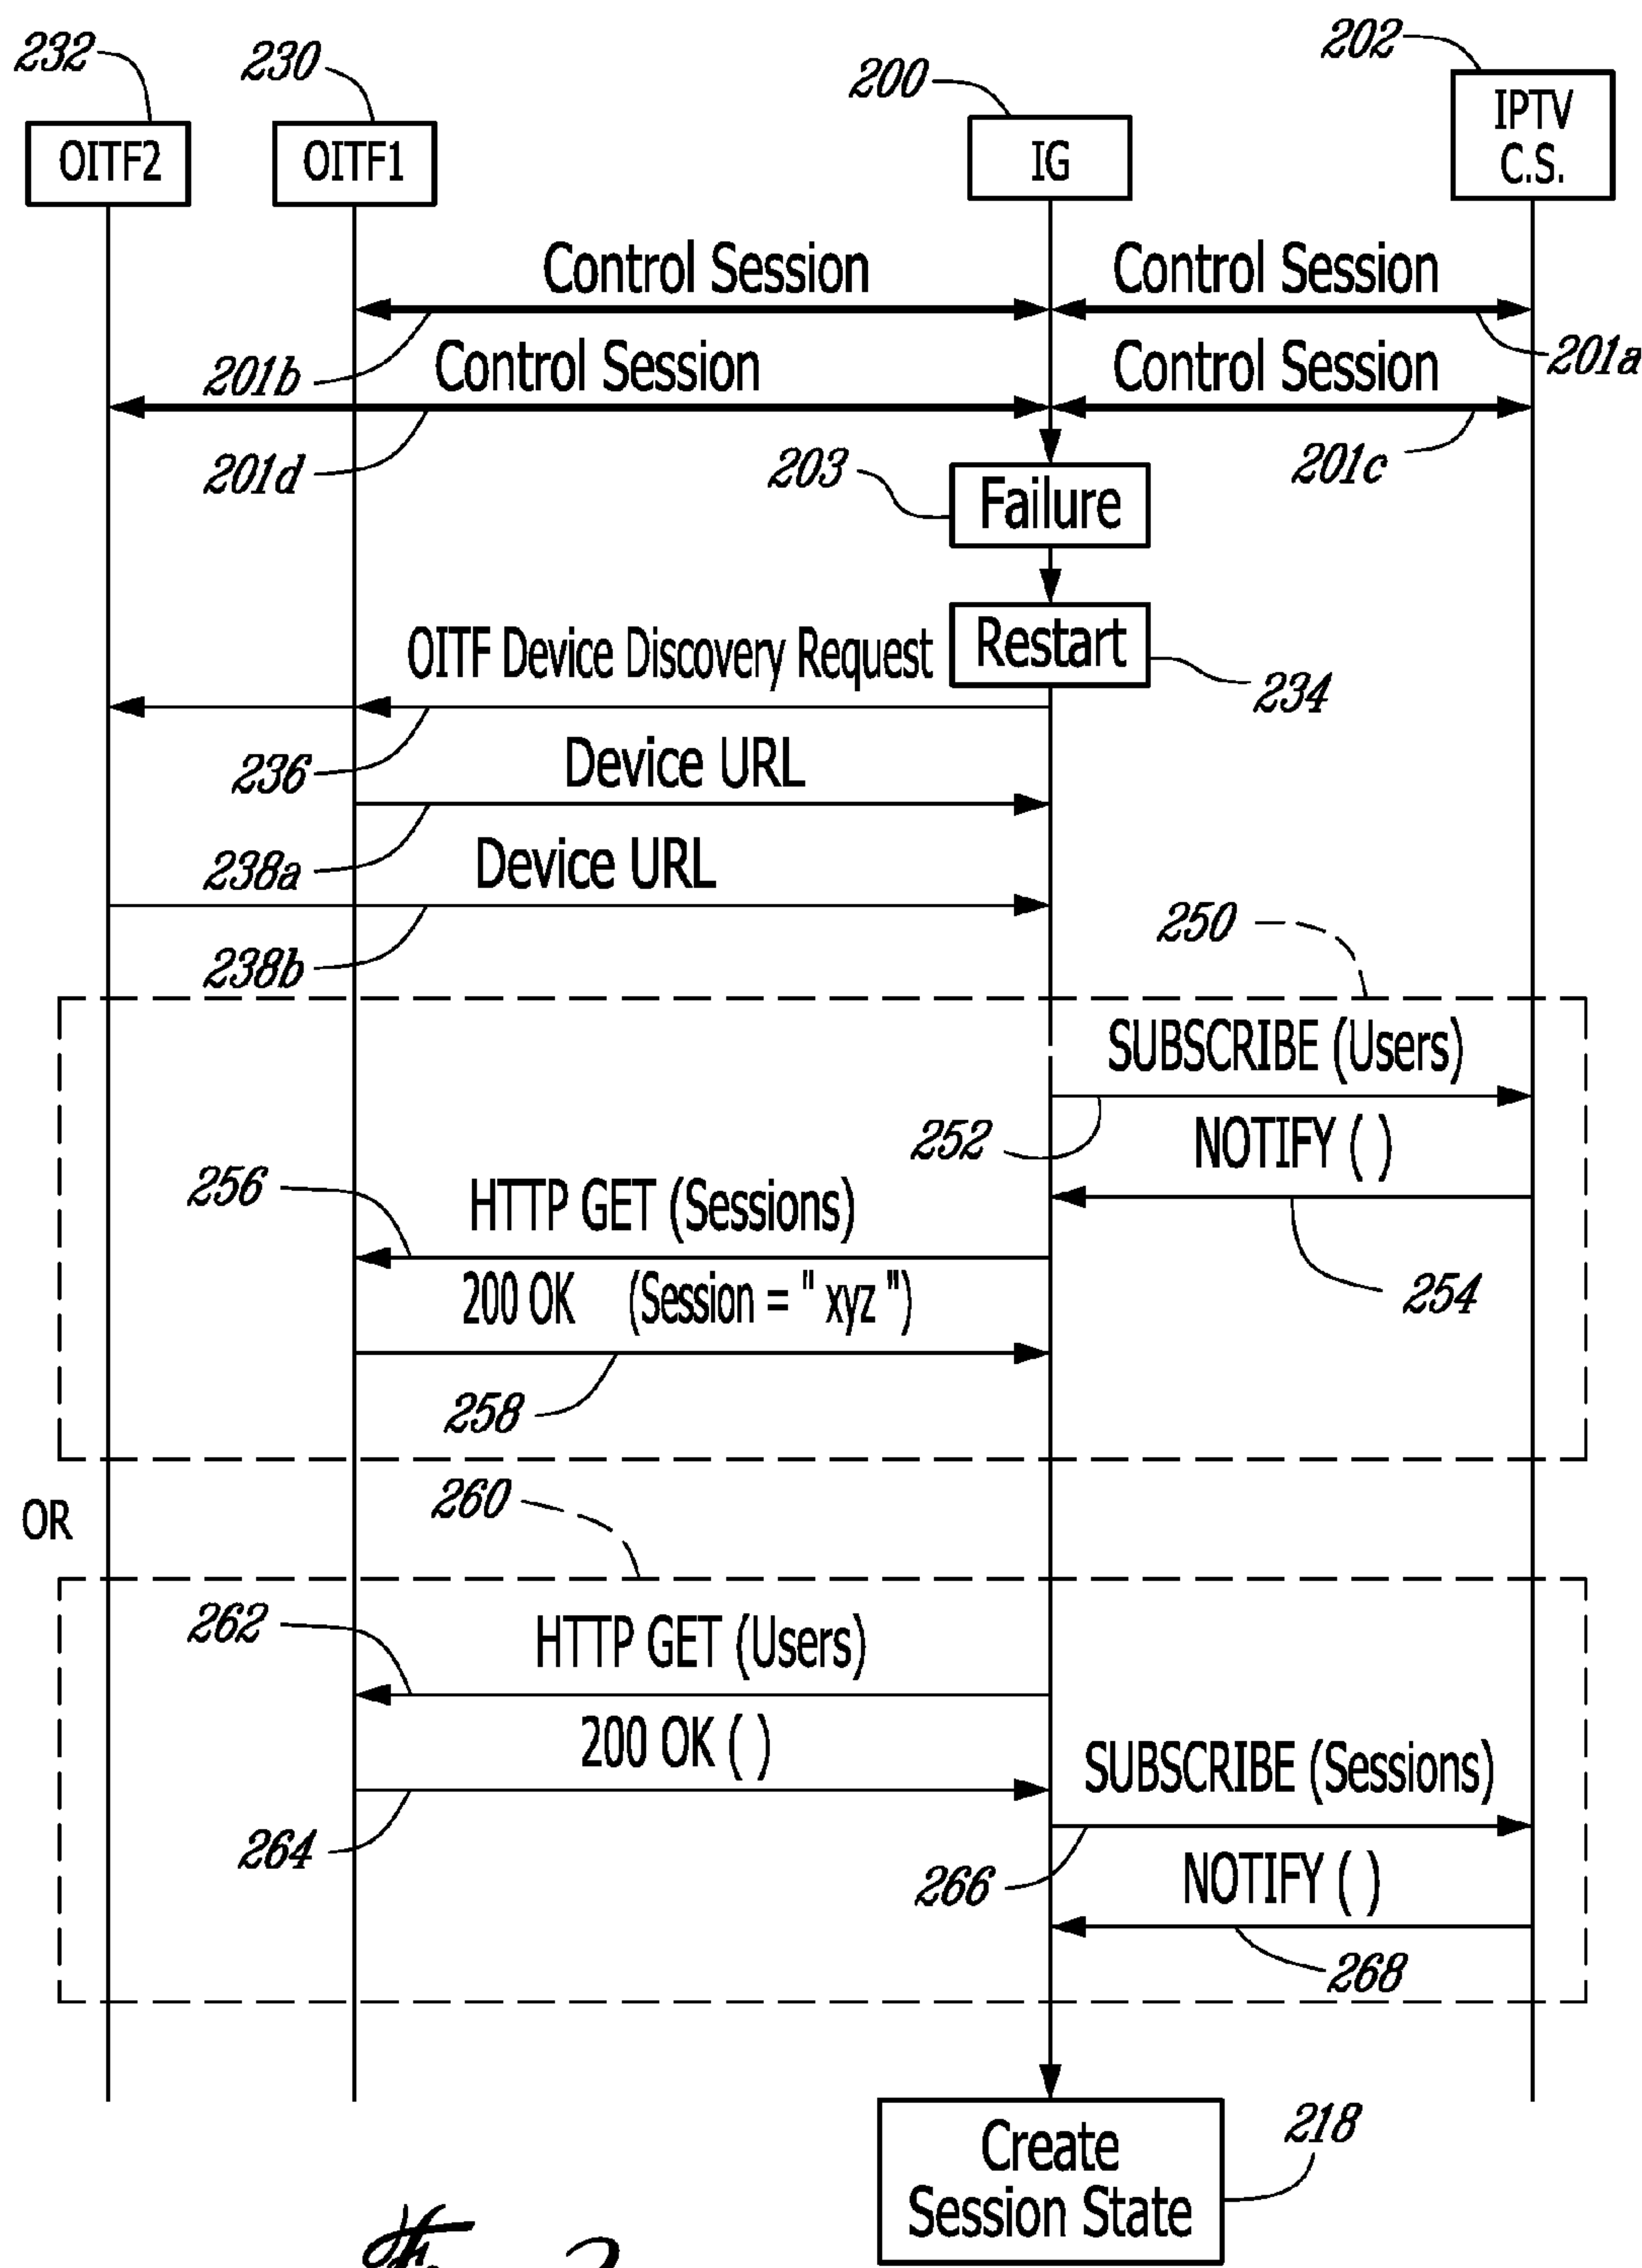 232
230
200
202
OITF2
OITF1
IG
IPTV
C.S.
Control Session
Control Session
201b
Control Session
Control Session
201a
201d
203
Failure
201c
OITF Device Discovery Request
Restart
234
236
Device URL
238a
Device URL
238b
250
SUBSCRIBE (Users)
252
NOTIFY ( )
256
HTTP GET (Sessions)
254
200 OK (Session = " xyz ")
258
OR
260
262
HTTP GET (Users)
200 OK ( )
SUBSCRIBE (Sessions)
264
266
NOTIFY ( )
268
Create
Session State
218